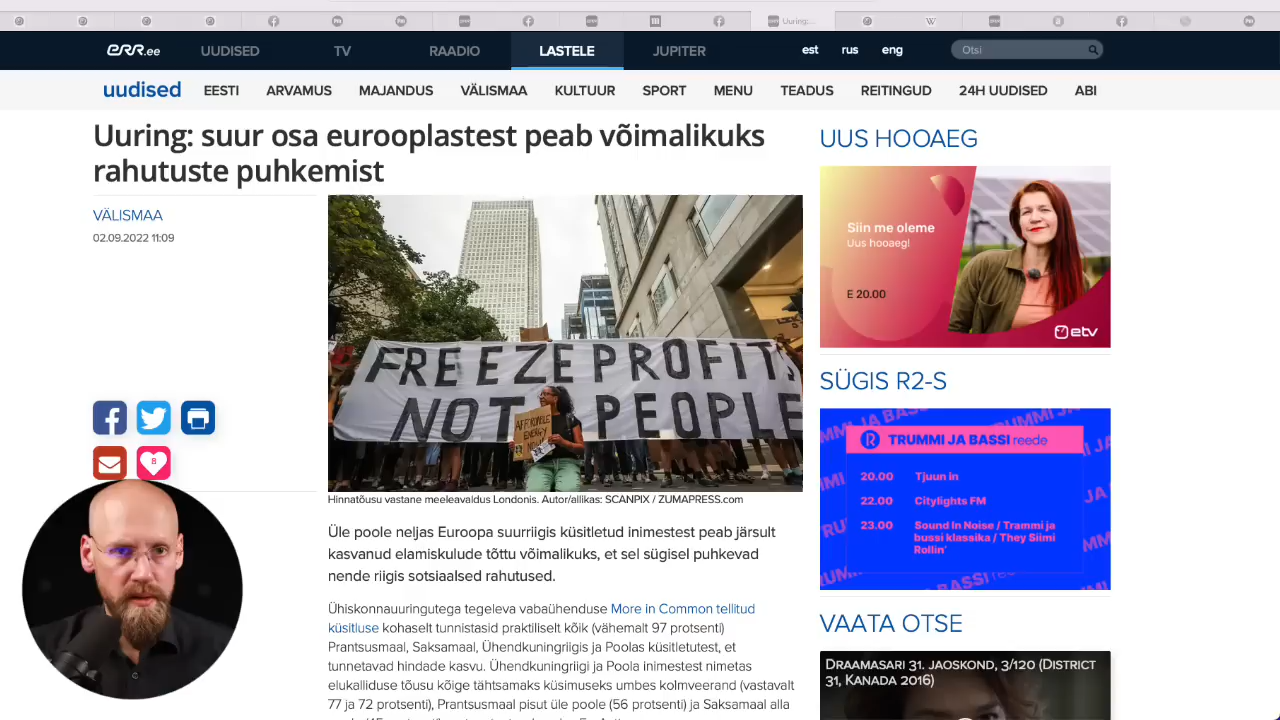 Uuring:...
err.ee UUDISED TV RAADIO LASTELE JUPITER est rus eng Otsi
uudised EESTI ARVAMUS MAJANDUS VÄLISMAA KULTUUR SPORT MENU TEADUS REITINGUD 24H UUDISED ABI
Uuring: suur osa eurooplastest peab võimalikuks
rahutuste puhkemist
VÄLISMAA
02.09.2022 11:09
8
FREEZE PROFITS
NOT PEOPLE
AFFORDABLE
ENERGY
NOW
Hinnatõusu vastane meeleavaldus Londonis. Autor/allikas: SCANPIX / ZUMAPRESS.com
Üle poole neljas Euroopa suurriigis küsitletud inimestest peab järsult
kasvanud elamiskulude tõttu võimalikuks, et sel sügisel puhkevad
nende riigis sotsiaalsed rahutused.
Ühiskonnauuringutega tegeleva vabaühenduse More in Common tellitud
küsitluse kohaselt tunnistasid praktiliselt kõik (vähemalt 97 protsenti)
Prantsusmaal, Saksamaal, Ühendkuningriigis ja Poolas küsitletutest, et
tunnetavad hindade kasvu. Ühendkuningriigi ja Poola inimestest nimetas
elukalliduse tõusu kõige tähtsamaks küsimuseks umbes kolmveerand (vastavalt
77 ja 72 protsenti), Prantsusmaal pisut üle poole (56 protsenti) ja Saksamaal alla
UUS HOOAEG
Siin me oleme
Uus hooaeg!
E 20.00
etv
SÜGIS R2-S
TRUMMI JA BASSI reede
20.00 Tjuun in
22.00 Citylights FM
23.00 Sound In Noise / Trammi ja
bussi klassika / They Siimi
Rollin'
VAATA OTSE
DRAAMASARI 31. JAOSKOND, 3/120 (DISTRICT
31, KANADA 2016)